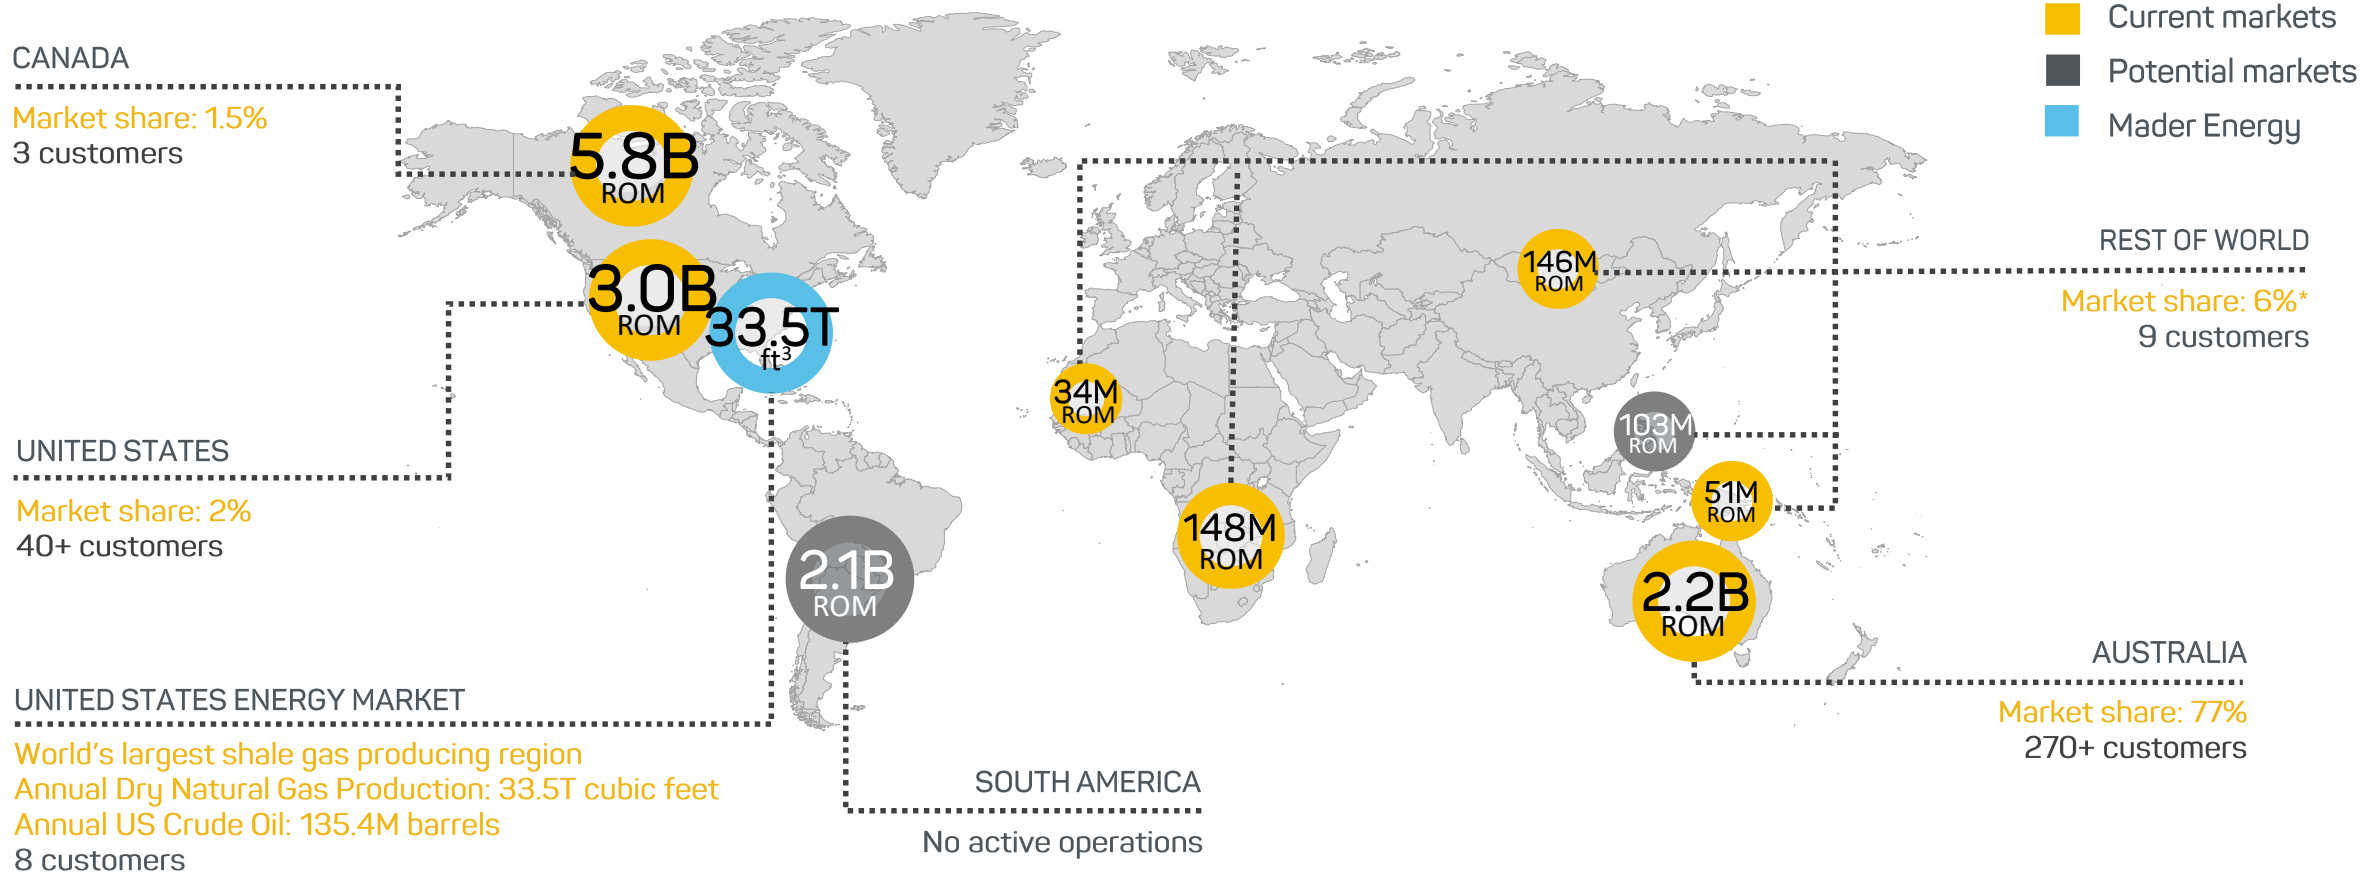 Current markets
Potential markets
Mader Energy
CANADA
Market share: 1.5%
3 customers
5.8B
ROM
3.0B
ROM
33.5T
ft³
UNITED STATES
Market share: 2%
40+ customers
UNITED STATES ENERGY MARKET
World's largest shale gas producing region
Annual Dry Natural Gas Production: 33.5T cubic feet
Annual US Crude Oil: 135.4M barrels
8 customers
2.1B
ROM
SOUTH AMERICA
No active operations
34M
ROM
148M
ROM
146M
ROM
103M
ROM
51M
ROM
2.2B
ROM
REST OF WORLD
Market share: 6%*
9 customers
AUSTRALIA
Market share: 77%
270+ customers